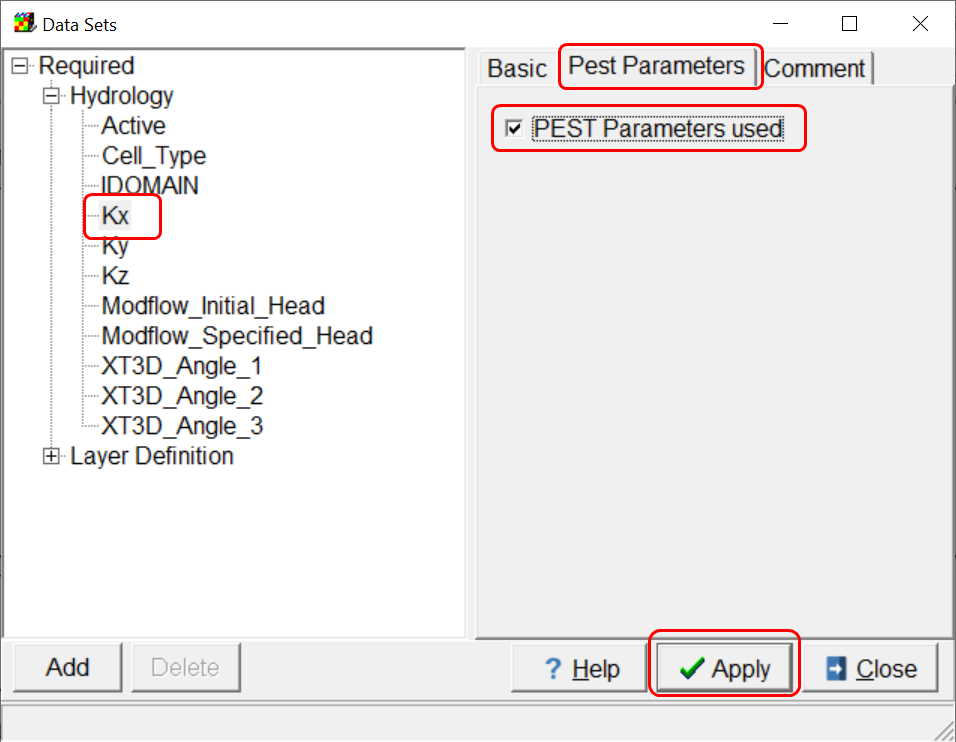 Data Sets
Required
Hydrology
Active
Cell_Type
IDOMAIN
Kx
Ky
Kz
Modflow_Initial_Head
Modflow_Specified_Head
XT3D_Angle_1
XT3D_Angle_2
XT3D_Angle_3
Layer Definition
Basic Pest Parameters Comment
PEST Parameters used
Add Delete ? Help Apply Close